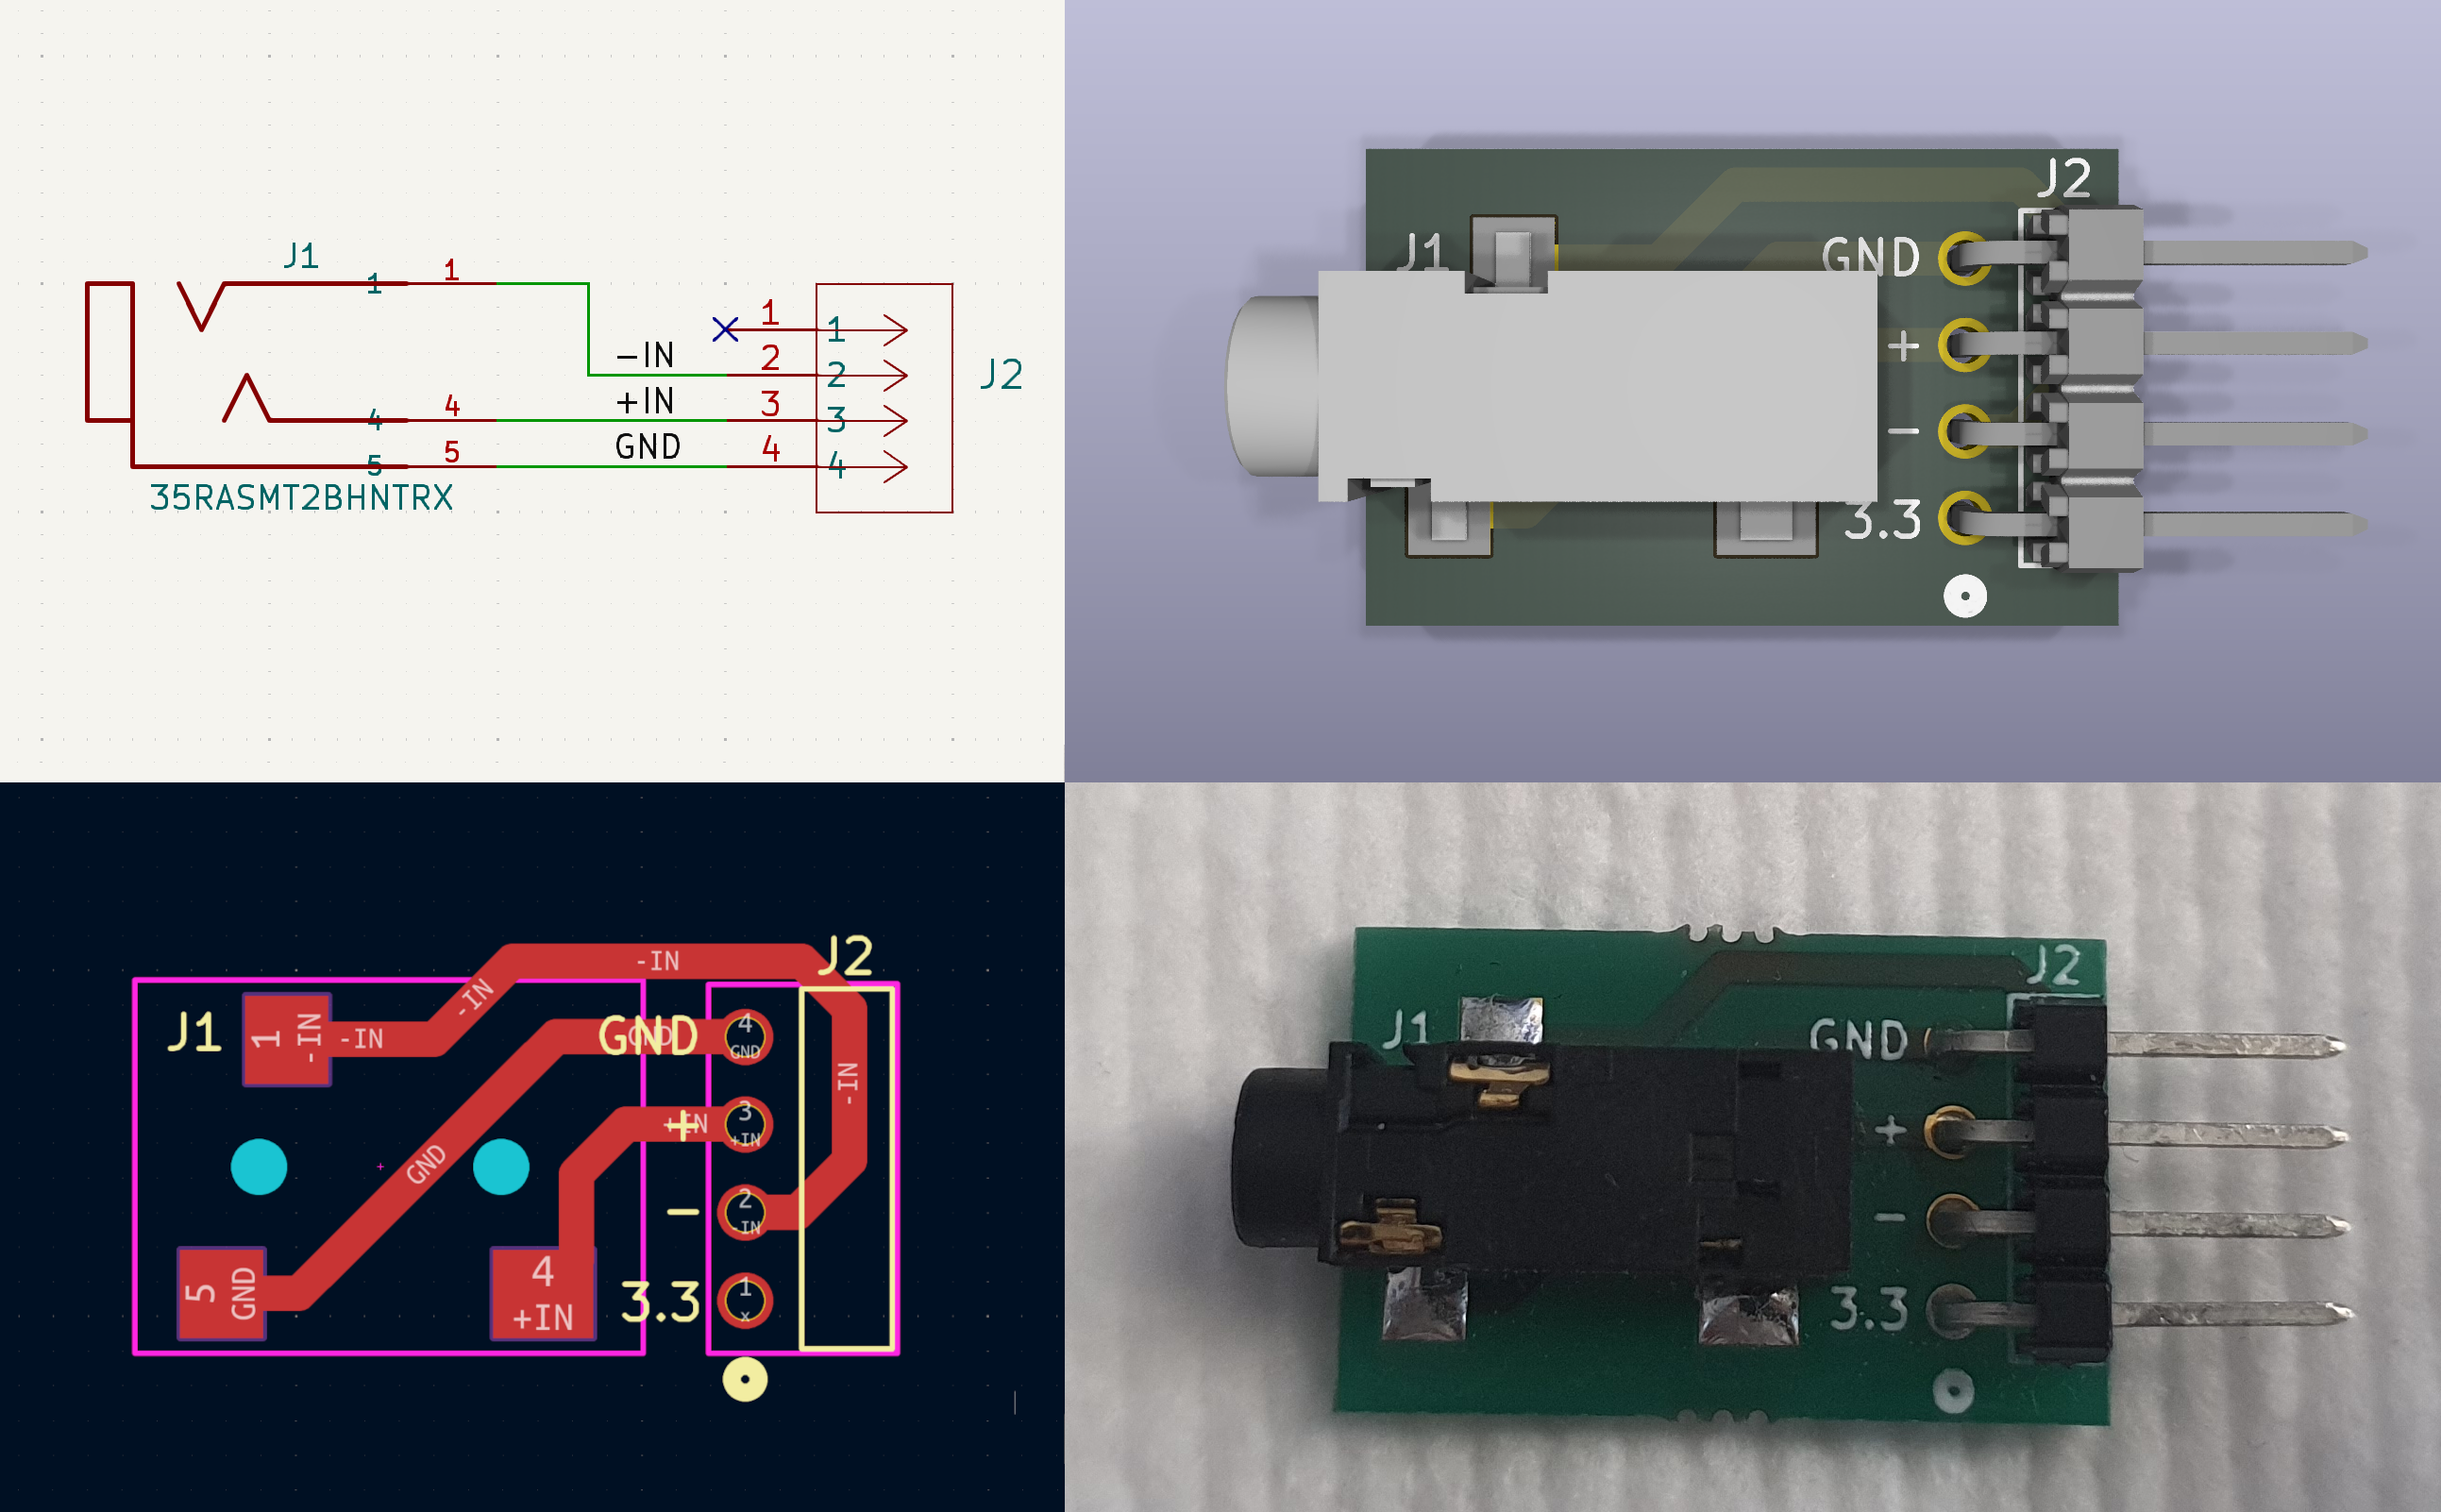 J1
1 1
1 1
-IN 2 2
+IN
4 4 3 3
GND
5 5 4 4
J2
35RASMT2BHNTRX
J2
J1
GND
+
-
3.3
J2
-IN
-IN
J1
1 -IN -IN
GND GND
4 GND
-IN
+ +IN
3 +IN
GND
-
2 -IN
5 GND
4 +IN
3.3
1 x
J2
J1
GND
+
-
3.3